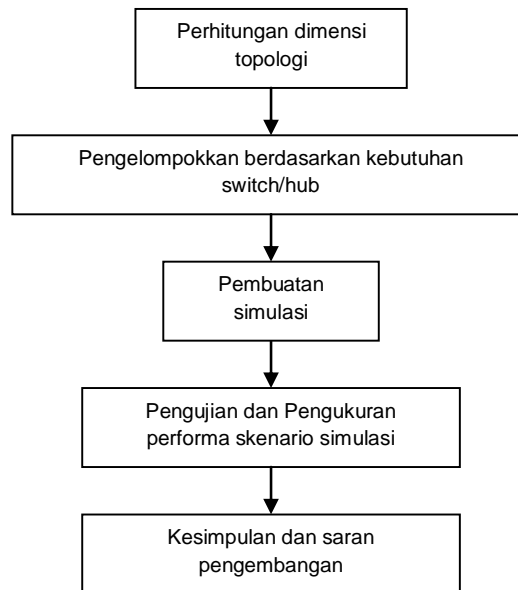 Perhitungan dimensi
topologi
Pengelompokkan berdasarkan kebutuhan
switch/hub
Pembuatan
simulasi
Pengujian dan Pengukuran
performa skenario simulasi
Kesimpulan dan saran
pengembangan